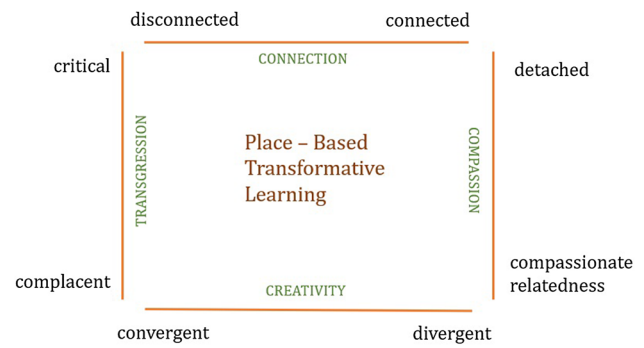 disconnected
connected
critical
CONNECTION
detached
TRANSGRESSION
Place – Based
Transformative
Learning
COMPASSION
complacent
CREATIVITY
compassionate
relatedness
convergent
divergent